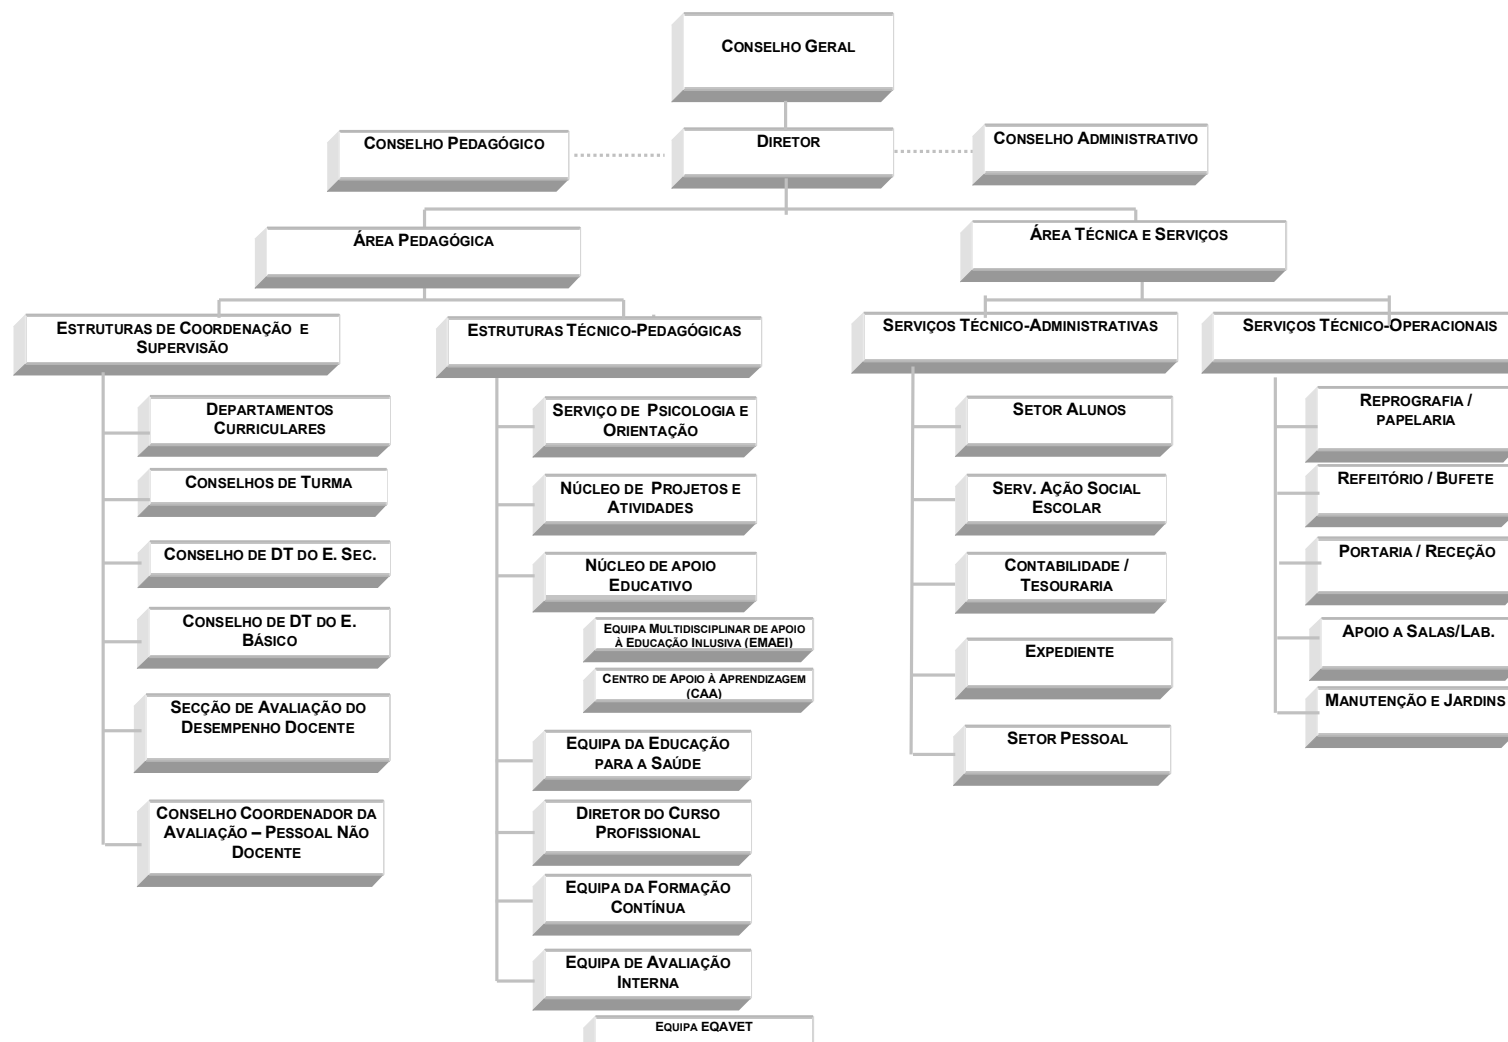 CONSELHO GERAL
CONSELHO PEDAGÓGICO
DIRETOR
CONSELHO ADMINISTRATIVO
ÁREA PEDAGÓGICA
ÁREA TÉCNICA E SERVIÇOS
ESTRUTURAS DE COORDENAÇÃO E
SUPERVISÃO
DEPARTAMENTOS
CURRICULARES
CONSELHOS DE TURMA
CONSELHO DE DT DO E. SEC.
CONSELHO DE DT DO E.
BÁSICO
SECÇÃO DE AVALIAÇÃO DO
DESEMPENHO DOCENTE
CONSELHO COORDENADOR DA
AVALIAÇÃO – PESSOAL NÃO
DOCENTE
ESTRUTURAS TÉCNICO-PEDAGÓGICAS
SERVIÇO DE PSICOLOGIA E
ORIENTAÇÃO
NÚCLEO DE PROJETOS E
ATIVIDADES
NÚCLEO DE APOIO
EDUCATIVO
EQUIPA MULTIDISCIPLINAR DE APOIO
À EDUCAÇÃO INLUSIVA (EMAEI)
CENTRO DE APOIO À APRENDIZAGEM
(CAA)
EQUIPA DA EDUCAÇÃO
PARA A SAÚDE
DIRETOR DO CURSO
PROFISSIONAL
EQUIPA DA FORMAÇÃO
CONTÍNUA
EQUIPA DE AVALIAÇÃO
INTERNA
EQUIPA EQAVET
SERVIÇOS TÉCNICO-ADMINISTRATIVAS
SETOR ALUNOS
SERV. AÇÃO SOCIAL
ESCOLAR
CONTABILIDADE /
TESOURARIA
EXPEDIENTE
SETOR PESSOAL
SERVIÇOS TÉCNICO-OPERACIONAIS
REPROGRAFIA /
PAPELARIA
REFEITÓRIO / BUFETE
PORTARIA / RECEÇÃO
APOIO A SALAS/LAB.
MANUTENÇÃO E JARDINS